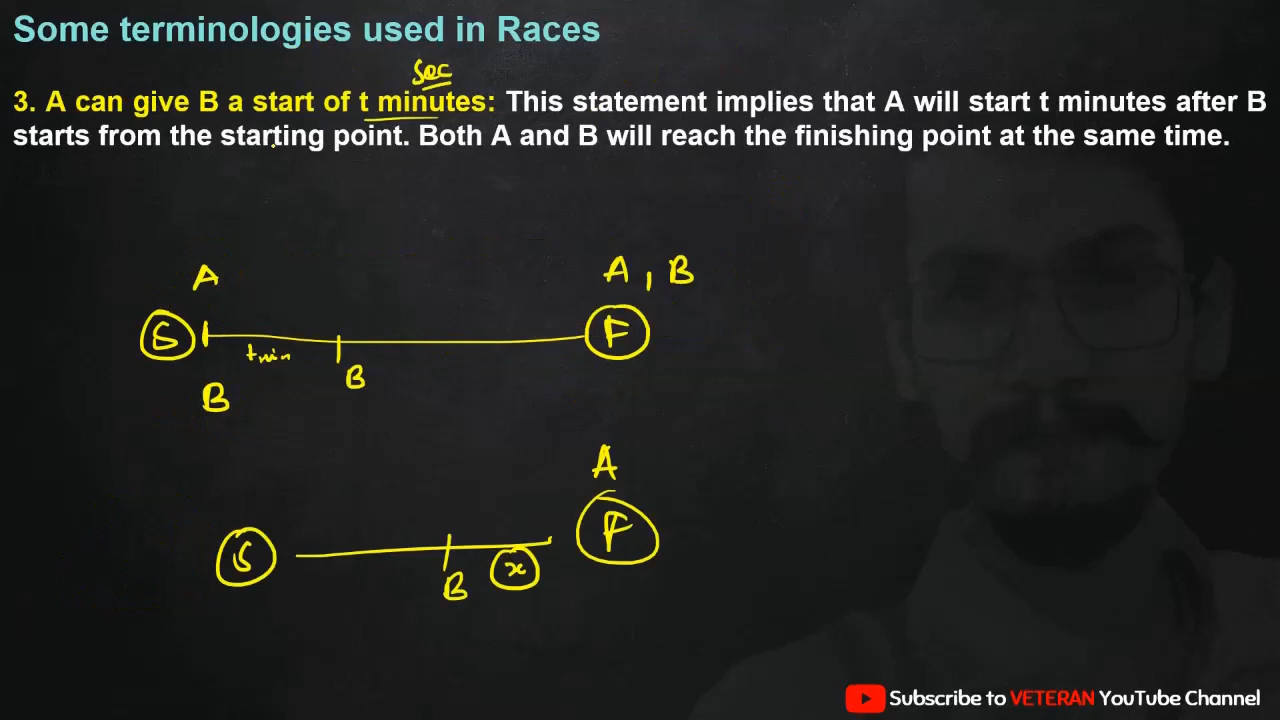 Some terminologies used in Races
Sec
3. A can give B a start of t minutes: This statement implies that A will start t minutes after B
starts from the starting point. Both A and B will reach the finishing point at the same time.
A
A , B
S
F
t min
B
B
A
S
F
B
x
Subscribe to VETERAN YouTube Channel